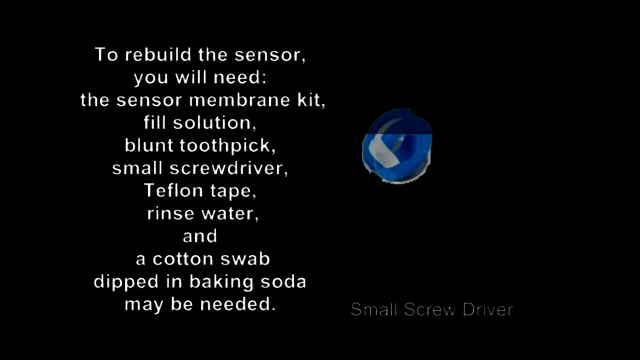 To rebuild the sensor,
you will need:
the sensor membrane kit,
fill solution,
blunt toothpick,
small screwdriver,
Teflon tape,
rinse water,
and
a cotton swab
dipped in baking soda
may be needed.
Small Screw Driver